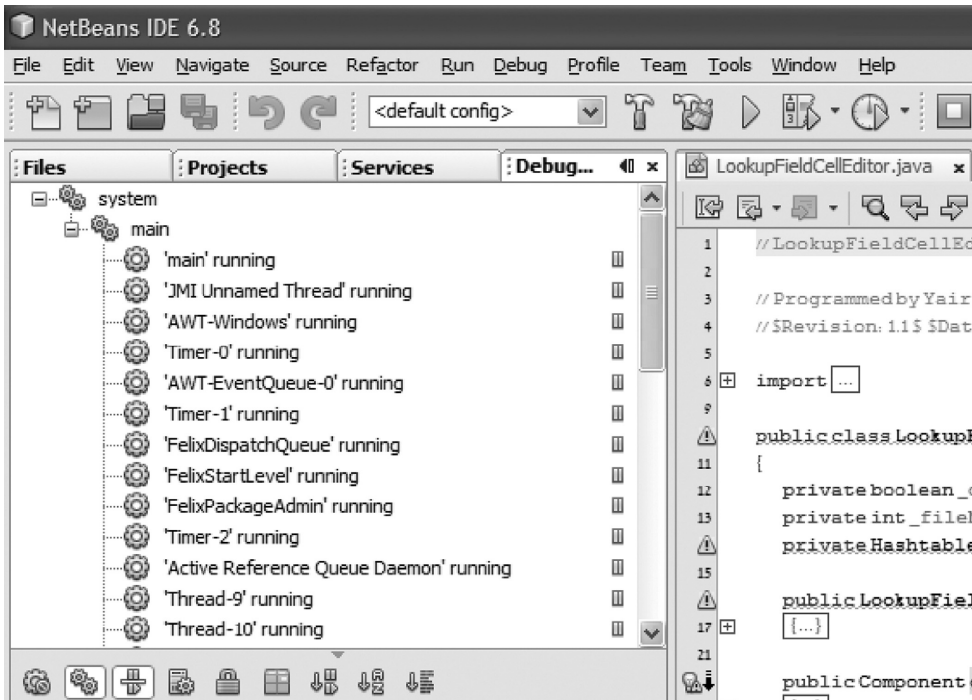 NetBeans IDE 6.8
File Edit View Navigate Source Refactor Run Debug Profile Team Tools Window Help
<default config>
Files Projects Services Debug... LookupFieldCellEditor.java
system
main
'main' running
'JMI Unnamed Thread' running
'AWT-Windows' running
'Timer-0' running
'AWT-EventQueue-0' running
'Timer-1' running
'FelixDispatchQueue' running
'FelixStartLevel' running
'FelixPackageAdmin' running
'Timer-2' running
'Active Reference Queue Daemon' running
'Thread-9' running
'Thread-10' running
1 //LookupFieldCellEd
2
3 //Programmed by Yair
4 //$Revision: 1.1$ $Dat
5
6 import ...
9
public class Lookup
11 {
12 private boolean
13 private int _file
private Hashtable
15
public LookupFiel
17 {...}
21
public Component